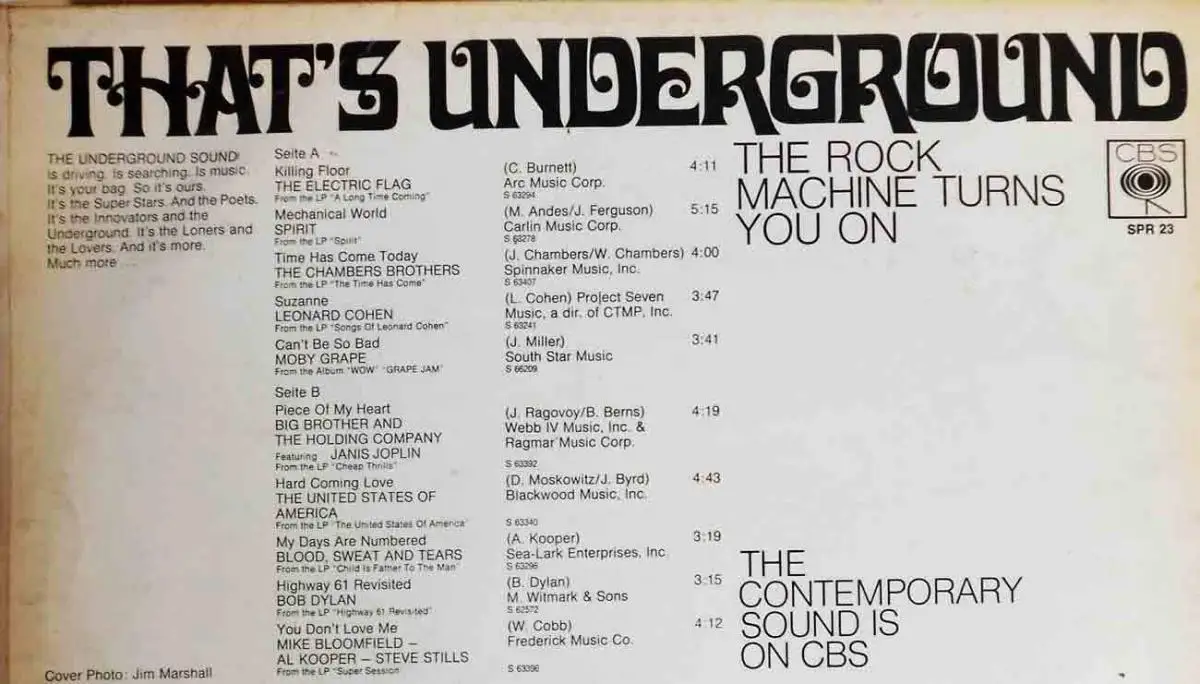 THAT'S UNDERGROUND
THE UNDERGROUND SOUND
is driving. Is searching. Is music.
It's your bag. So it's ours.
It's the Super Stars. And the Poets.
It's the Innovators and the
Underground. It's the Loners and
the Lovers. And it's more.
Much more ...
Seite A
Killing Floor (C. Burnett) 4:11
THE ELECTRIC FLAG Arc Music Corp.
From the LP "A Long Time Coming" S 63294
Mechanical World (M. Andes/J. Ferguson) 5:15
SPIRIT Carlin Music Corp.
From the LP "Spirit" S 63278
Time Has Come Today (J. Chambers/W. Chambers) 4:00
THE CHAMBERS BROTHERS Spinnaker Music, Inc.
From the LP "The Time Has Come" S 63407
Suzanne (L. Cohen) Project Seven 3:47
LEONARD COHEN Music, a dir. of CTMP, Inc.
From the LP "Songs Of Leonard Cohen" S 63241
Can't Be So Bad (J. Miller) 3:41
MOBY GRAPE South Star Music
From the Album "WOW" "GRAPE JAM" S 66209
Seite B
Piece Of My Heart (J. Ragovoy/B. Berns) 4:19
BIG BROTHER AND Webb IV Music, Inc. &
THE HOLDING COMPANY Ragmar Music Corp.
Featuring JANIS JOPLIN
From the LP "Cheap Thrills" S 63392
Hard Coming Love (D. Moskowitz/J. Byrd) 4:43
THE UNITED STATES OF Blackwood Music, Inc.
AMERICA
From the LP "The United States Of America" S 63340
My Days Are Numbered (A. Kooper) 3:19
BLOOD, SWEAT AND TEARS Sea-Lark Enterprises, Inc.
From the LP "Child Is Father To The Man" S 63296
Highway 61 Revisited (B. Dylan) 3:15
BOB DYLAN M. Witmark & Sons
From the LP "Highway 61 Revisited" S 62572
You Don't Love Me (W. Cobb) 4:12
MIKE BLOOMFIELD – Frederick Music Co.
AL KOOPER – STEVE STILLS
From the LP "Super Session S 63396
THE ROCK
MACHINE TURNS
YOU ON
CBS
SPR 23
THE
CONTEMPORARY
SOUND IS
ON CBS
Cover Photo: Jim Marshall